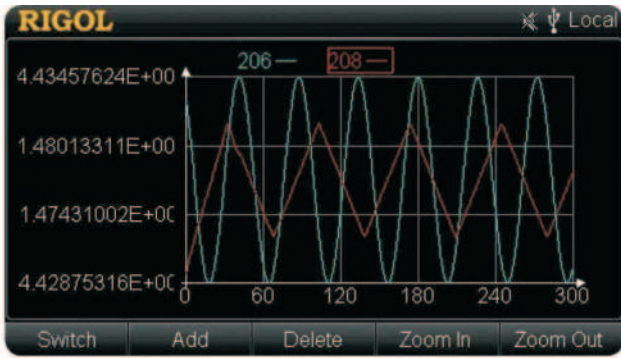 RIGOL Local
206 208
4.43457624E+00
1.48013311E+00
1.47431002E+0
4.42875316E+0
0 60 120 180 240 300
Switch Add Delete Zoom In Zoom Out